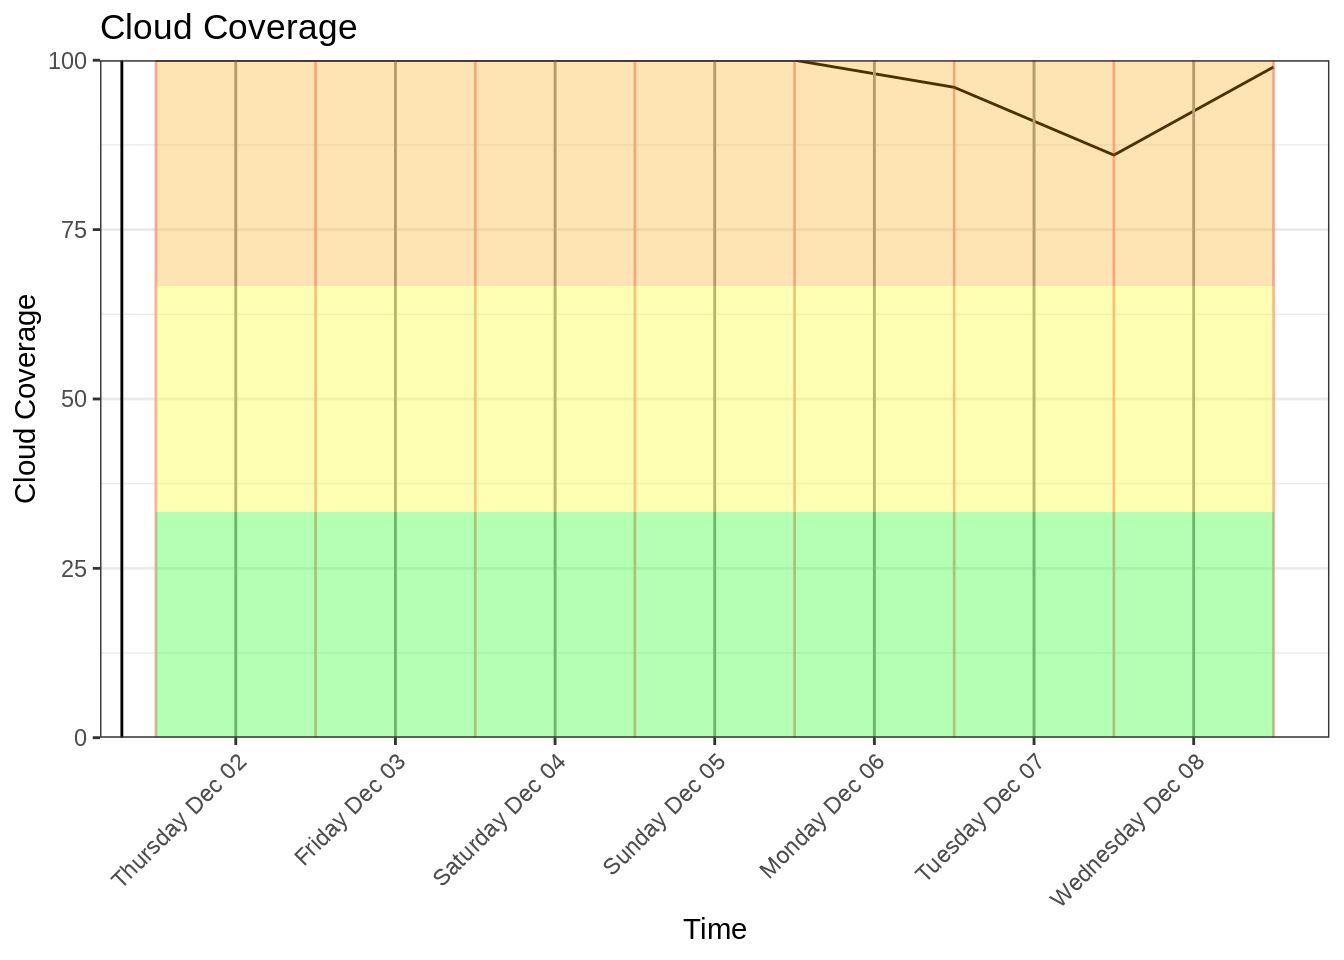 Cloud Coverage
Cloud Coverage
100
75
50
25
0
Thursday Dec 02
Friday Dec 03
Saturday Dec 04
Sunday Dec 05
Monday Dec 06
Tuesday Dec 07
Wednesday Dec 08
Time